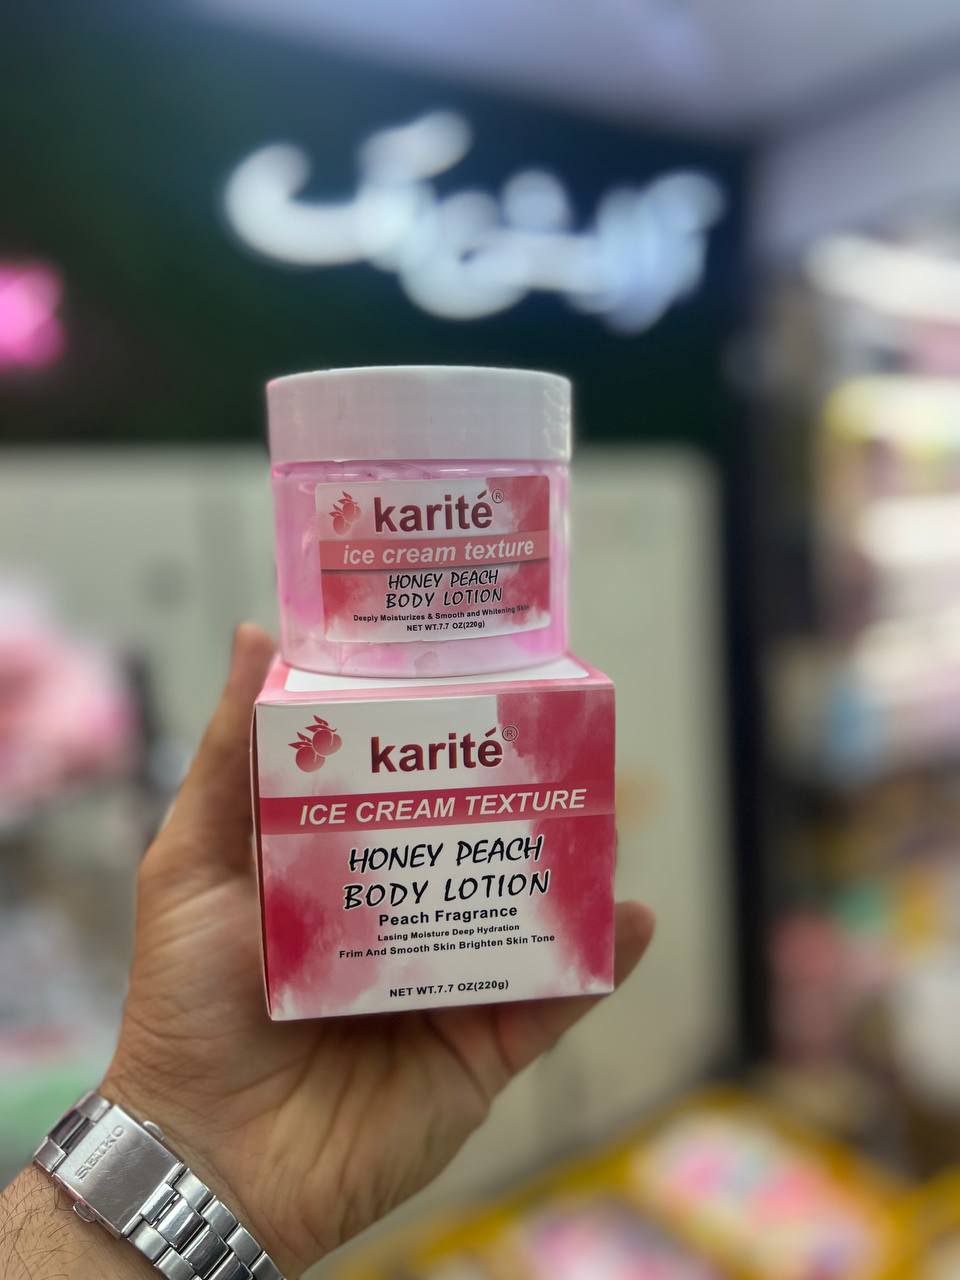 karité®
ice cream texture
HONEY PEACH
BODY LOTION
Deeply Moisturizes & Smooth and Whitening Skin
NET WT.7.7 OZ(220g)
karité®
ICE CREAM TEXTURE
HONEY PEACH
BODY LOTION
Peach Fragrance
Lasing Moisture Deep Hydration
Frim And Smooth Skin Brighten Skin Tone
NET WT.7.7 OZ(220g)
SEIKO